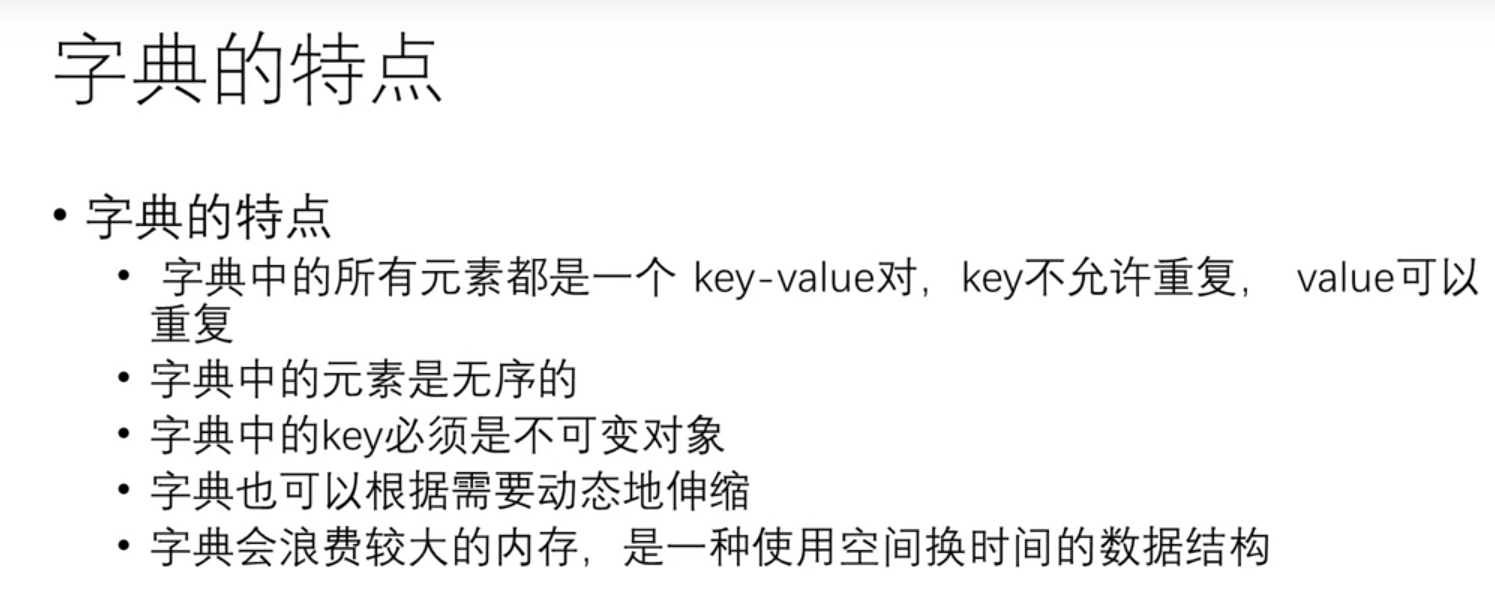 字典的特点
• 字典的特点
• 字典中的所有元素都是一个 key-value对，key不允许重复， value可以
重复
• 字典中的元素是无序的
• 字典中的key必须是不可变对象
• 字典也可以根据需要动态地伸缩
• 字典会浪费较大的内存，是一种使用空间换时间的数据结构